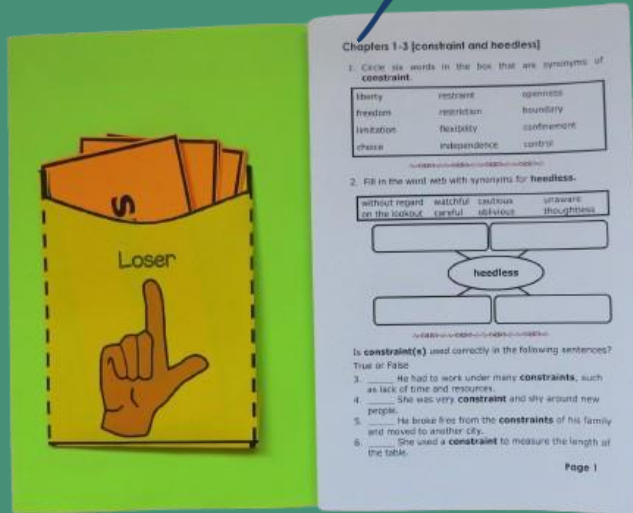 S
Loser
Chapters 1-3 [constraint and heedless]
1. Circle six words in the box that are synonyms of
constraint.
liberty restraint openness
freedom restriction boundary
limitation flexibility confinement
choice independence control
2. Fill in the word web with synonyms for heedless.
without regard watchful cautious unaware
on the lookout careful oblivious thoughtless
heedless
Is constraint(s) used correctly in the following sentences?
True or False
3. _____ He had to work under many constraints, such
as lack of time and resources.
4. _____ She was very constraint and shy around new
people.
5. _____ He broke free from the constraints of his family
and moved to another city.
6. _____ She used a constraint to measure the length of
the table.
Page 1